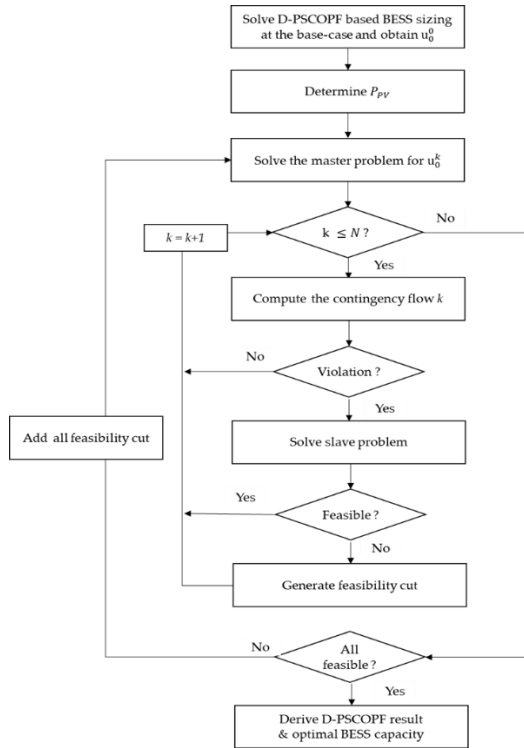 Solve D-PSCOPF based BESS sizing
at the base-case and obtain u₀⁰
Determine P_PV
Solve the master problem for u₀ᵏ
No
k = k+1
k ≤ N ?
Yes
Compute the contingency flow k
No
Violation ?
Yes
Add all feasibility cut
Solve slave problem
Yes
Feasible ?
No
Generate feasibility cut
No
All
feasible ?
Yes
Derive D-PSCOPF result
& optimal BESS capacity